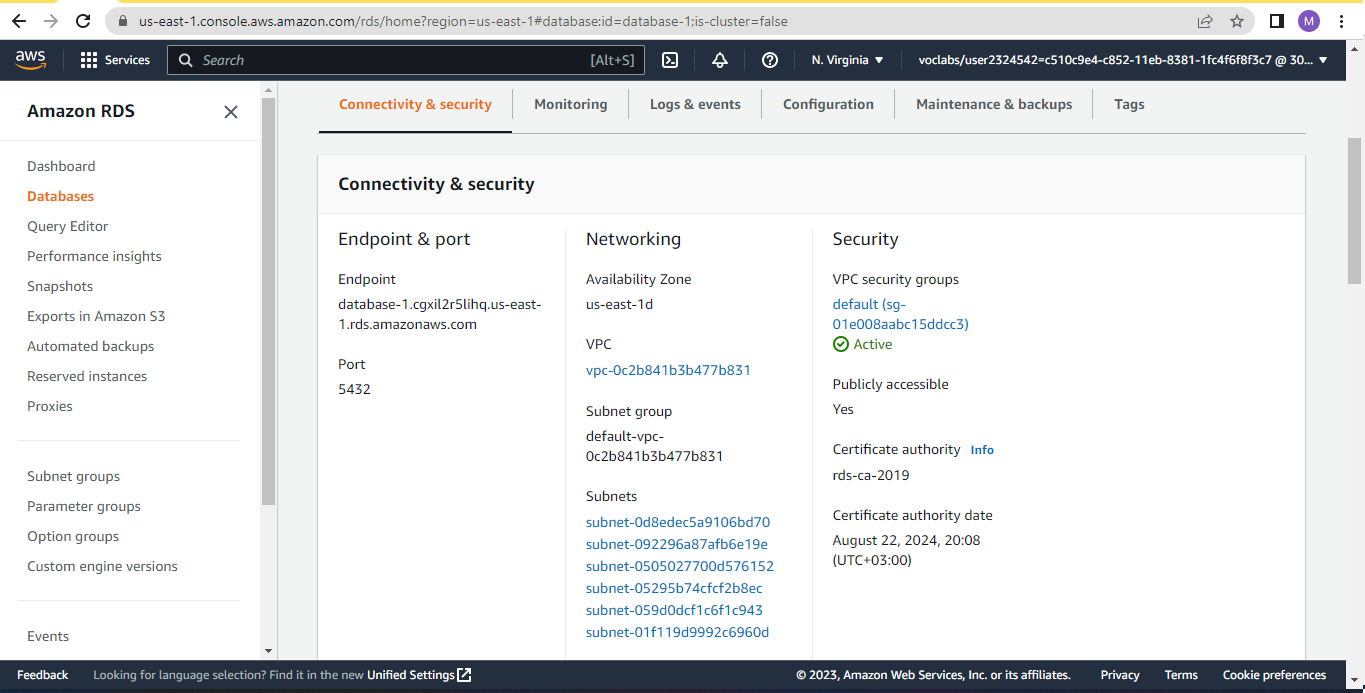 us-east-1.console.aws.amazon.com/rds/home?region=us-east-1#database:id=database-1;is-cluster=false
M
aws
Services
Search
[Alt+S]
N. Virginia
voclabs/user2324542=c510c9e4-c852-11eb-8381-1fc4f6f8f3c7 @ 30...
Amazon RDS
Dashboard
Databases
Query Editor
Performance insights
Snapshots
Exports in Amazon S3
Automated backups
Reserved instances
Proxies
Subnet groups
Parameter groups
Option groups
Custom engine versions
Events
Connectivity & security
Monitoring
Logs & events
Configuration
Maintenance & backups
Tags
Connectivity & security
Endpoint & port
Endpoint
database-1.cgxil2r5lihq.us-east-
1.rds.amazonaws.com
Port
5432
Networking
Availability Zone
us-east-1d
VPC
vpc-0c2b841b3b477b831
Subnet group
default-vpc-
0c2b841b3b477b831
Subnets
subnet-0d8edec5a9106bd70
subnet-092296a87afb6e19e
subnet-0505027700d576152
subnet-05295b74cfcf2b8ec
subnet-059d0dcf1c6f1c943
subnet-01f119d9992c6960d
Security
VPC security groups
default (sg-
01e008aabc15ddcc3)
Active
Publicly accessible
Yes
Certificate authority Info
rds-ca-2019
Certificate authority date
August 22, 2024, 20:08
(UTC+03:00)
Feedback
Looking for language selection? Find it in the new Unified Settings
© 2023, Amazon Web Services, Inc. or its affiliates.
Privacy
Terms
Cookie preferences